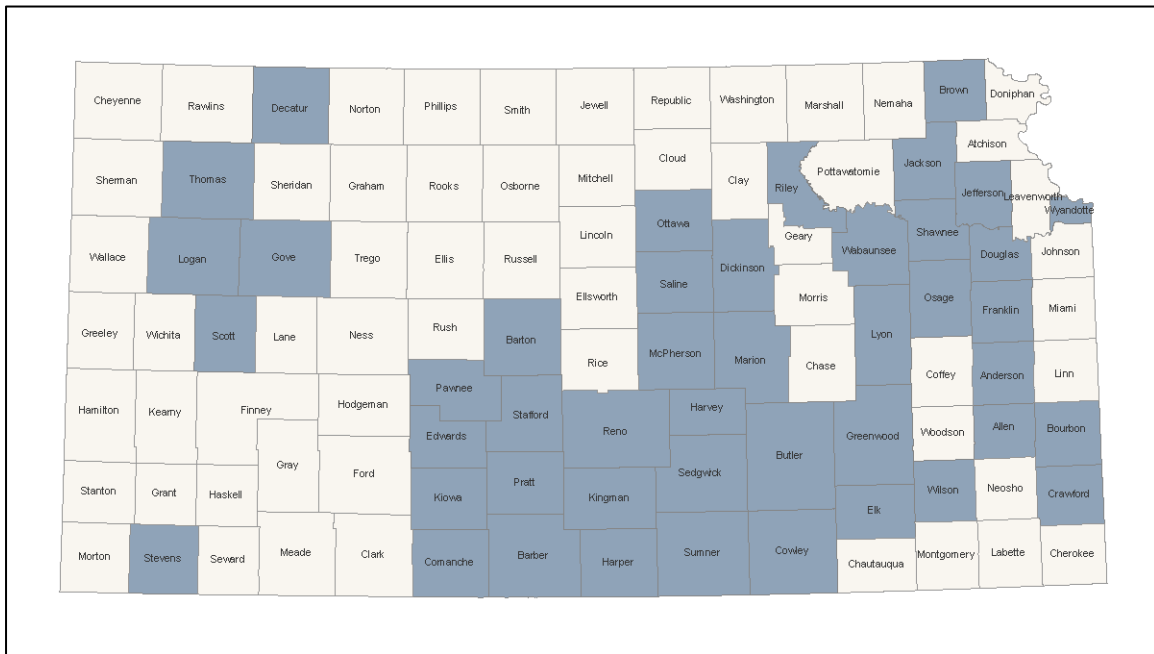 Cheyenne
Rawlins
Decatur
Norton
Phillips
Smith
Jewell
Republic
Washington
Marshall
Nemaha
Brown
Doniphan
Sherman
Thomas
Sheridan
Graham
Rooks
Osborne
Mitchell
Cloud
Clay
Riley
Pottawatomie
Jackson
Atchison
Jefferson
Leavenworth
Wyandotte
Wallace
Logan
Gove
Trego
Ellis
Russell
Lincoln
Ottawa
Dickinson
Geary
Wabaunsee
Shawnee
Douglas
Johnson
Greeley
Wichita
Scott
Lane
Ness
Rush
Barton
Ellsworth
Saline
Morris
Lyon
Osage
Franklin
Miami
Rice
McPherson
Marion
Chase
Coffey
Anderson
Linn
Hamilton
Kearny
Finney
Hodgeman
Pawnee
Stafford
Reno
Harvey
Butler
Greenwood
Woodson
Allen
Bourbon
Gray
Ford
Edwards
Pratt
Kingman
Sedgwick
Elk
Wilson
Neosho
Crawford
Stanton
Grant
Haskell
Kiowa
Morton
Stevens
Seward
Meade
Clark
Comanche
Barber
Harper
Sumner
Cowley
Chautauqua
Montgomery
Labette
Cherokee